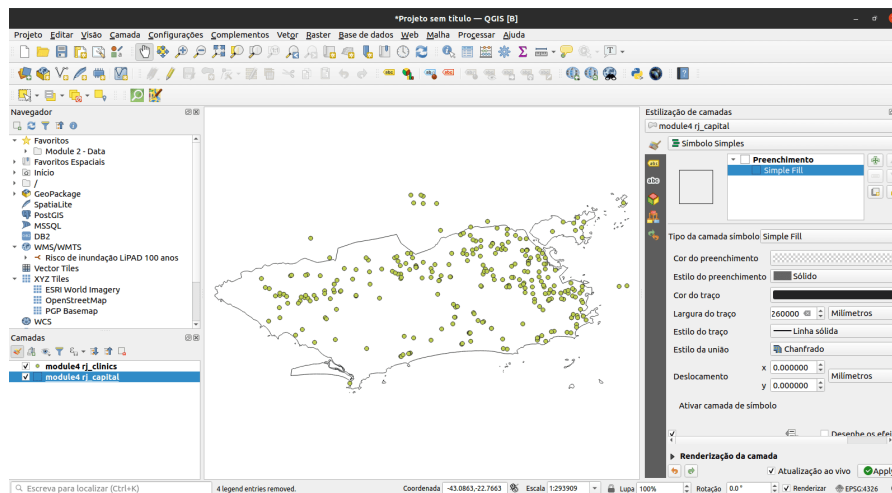 *Projeto sem título — QGIS [B]
Projeto Editar Visão Camada Configurações Complementos Vetor Raster Base de dados Web Malha Processar Ajuda
Navegador
Favoritos
Module 2 - Data
Favoritos Espaciais
Início
/
GeoPackage
SpatiaLite
PostGIS
MSSQL
DB2
WMS/WMTS
Risco de inundação LiPAD 100 anos
Vector Tiles
XYZ Tiles
ESRI World Imagery
OpenStreetMap
PGP Basemap
WCS
Camadas
module4 rj_clinics
module4 rj_capital
Estilização de camadas
module4 rj_capital
Símbolo Simples
Preenchimento
Simple Fill
Tipo da camada símbolo Simple Fill
Cor do preenchimento
Estilo do preenchimento Sólido
Cor do traço
Largura do traço 260000 Milímetros
Estilo do traço Linha sólida
Estilo da união Chanfrado
Deslocamento x 0.000000 Milímetros
y 0.000000
Ativar camada de símbolo
Desenhe os efei
Renderização da camada
Atualização ao vivo Apply
Escreva para localizar (Ctrl+K) 4 legend entries removed. Coordenada -43.0863,-22.7663 Escala 1:293909 Lupa 100% Rotação 0.0° Renderizar EPSG:4326